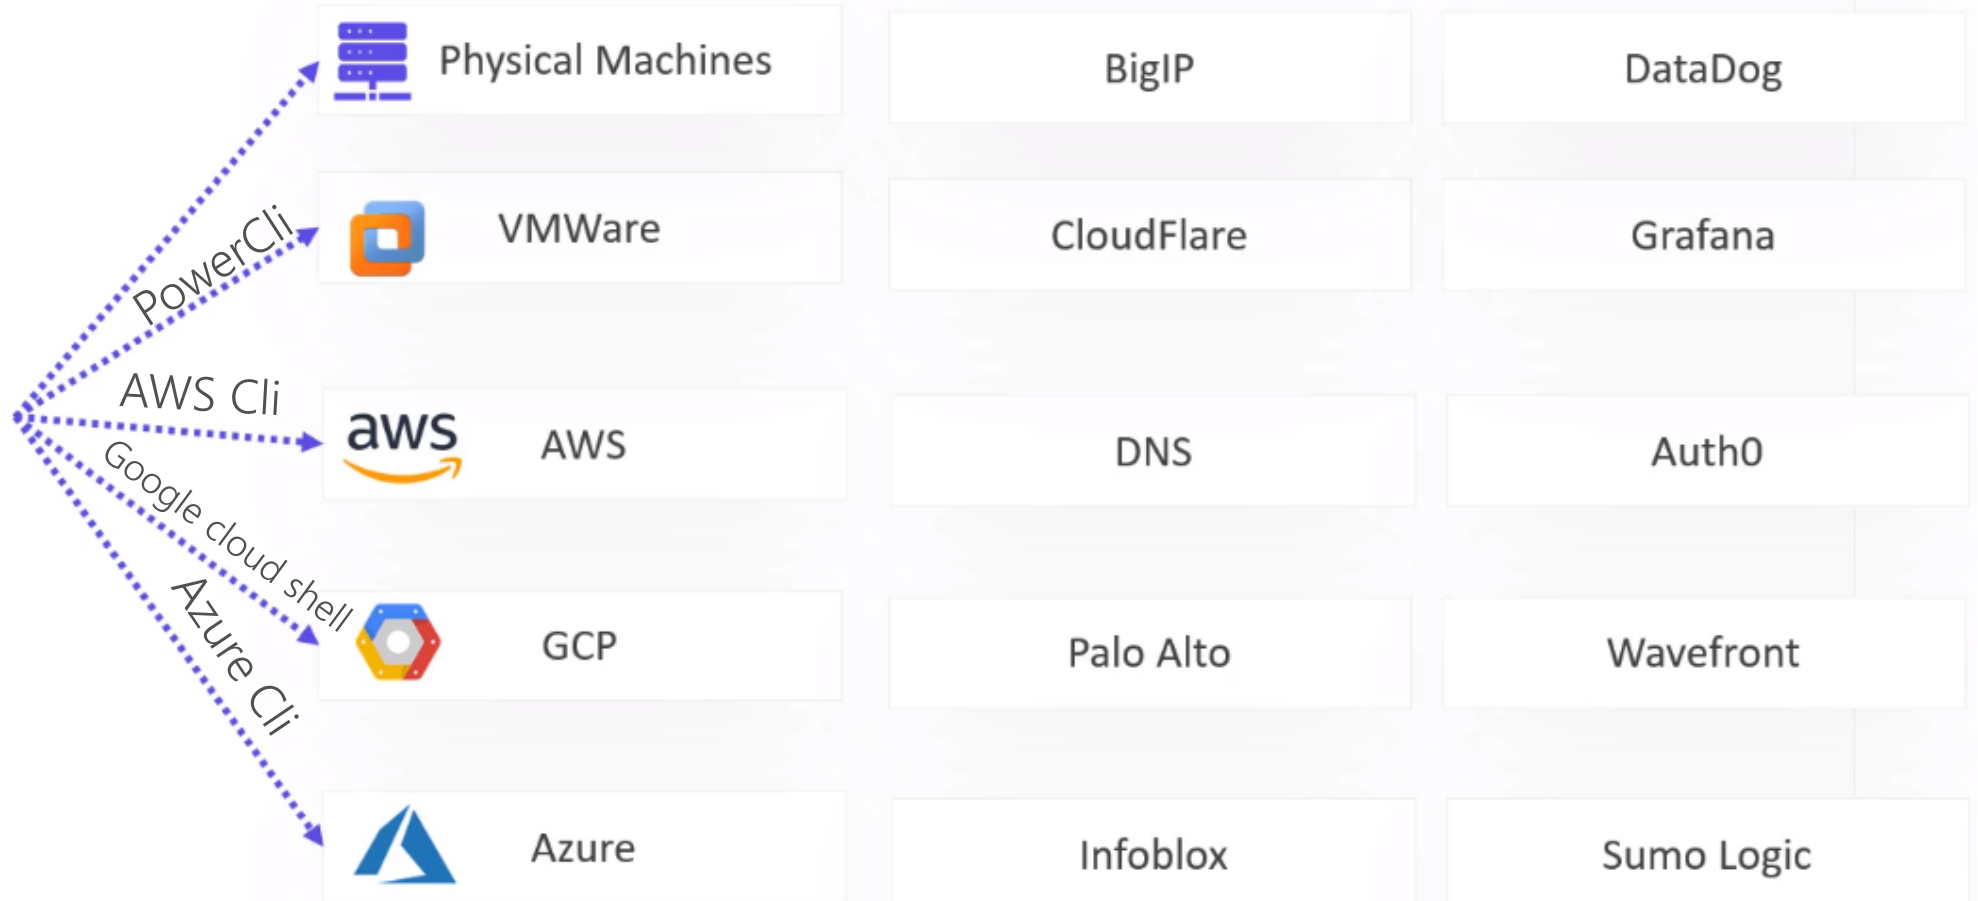 Physical Machines
BigIP
DataDog
PowerCli
VMWare
CloudFlare
Grafana
AWS Cli
aws
AWS
DNS
Auth0
Google cloud shell
GCP
Palo Alto
Wavefront
Azure Cli
Azure
Infoblox
Sumo Logic